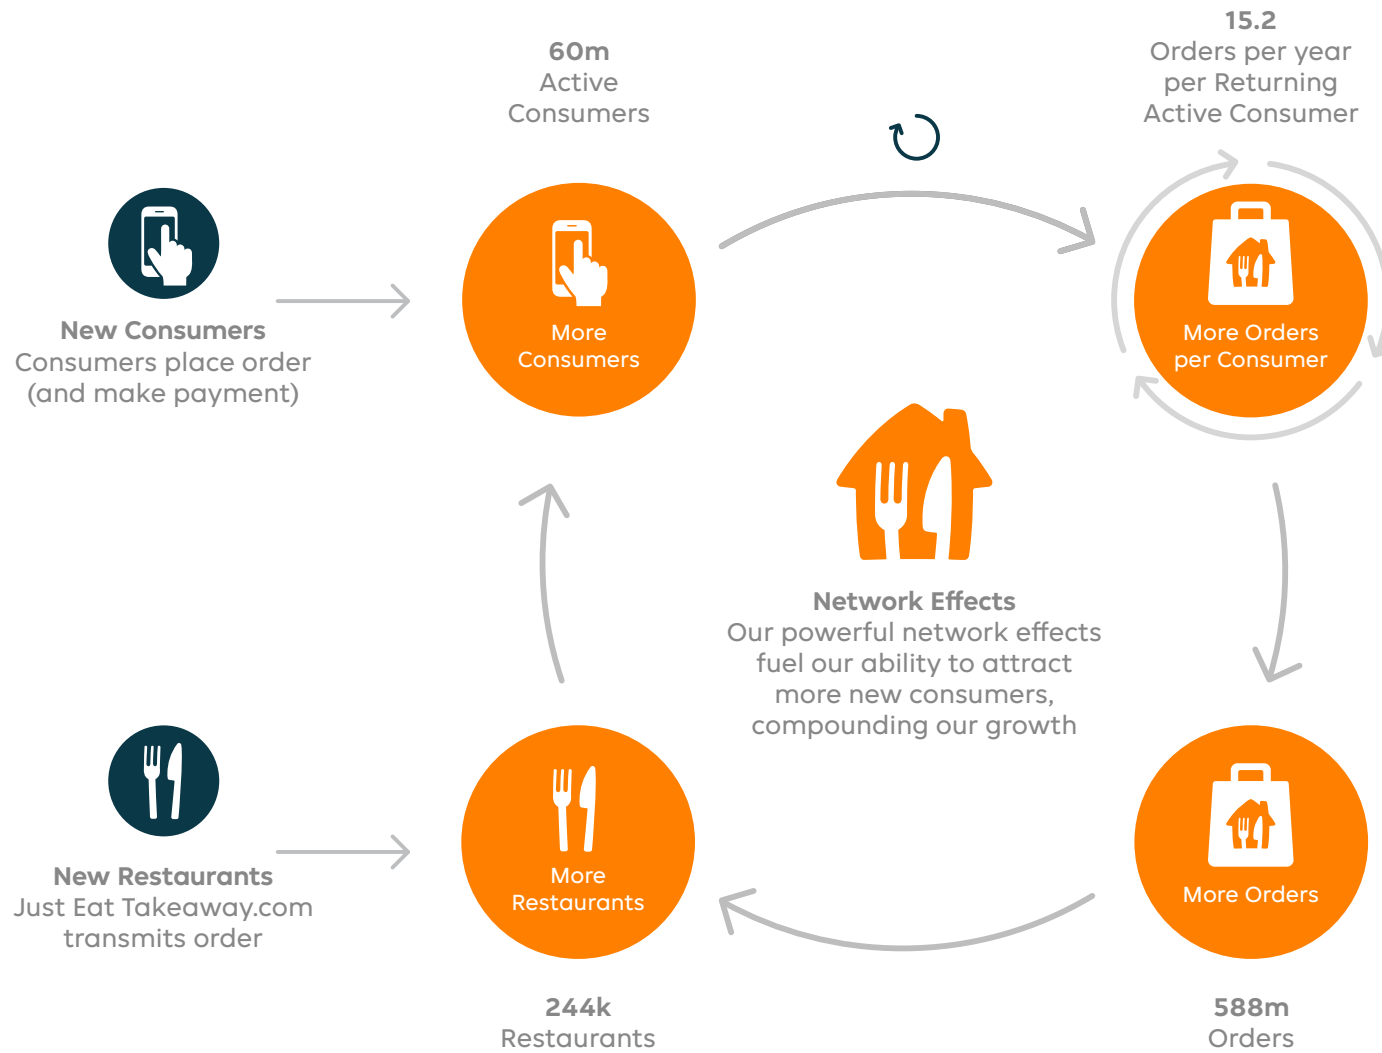 60m
Active
Consumers
15.2
Orders per year
per Returning
Active Consumer
New Consumers
Consumers place order
(and make payment)
More
Consumers
More Orders
per Consumer
Network Effects
Our powerful network effects
fuel our ability to attract
more new consumers,
compounding our growth
New Restaurants
Just Eat Takeaway.com
transmits order
More
Restaurants
More Orders
244k
Restaurants
588m
Orders